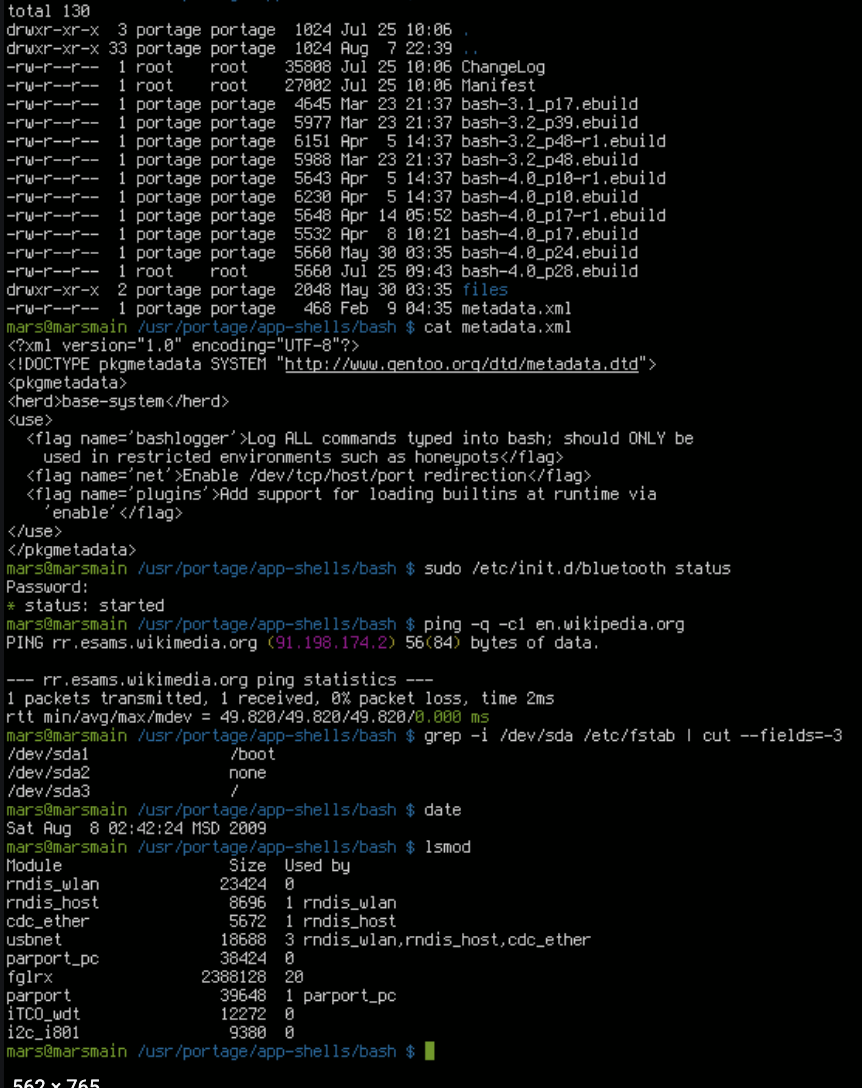 total 130
drwxr-xr-x  3 portage portage  1024 Jul 25 10:06 .
drwxr-xr-x 33 portage portage  1024 Aug  7 22:39 ..
-rw-r--r--  1 root    root    35808 Jul 25 10:06 ChangeLog
-rw-r--r--  1 root    root    27002 Jul 25 10:06 Manifest
-rw-r--r--  1 portage portage  4645 Mar 23 21:37 bash-3.1_p17.ebuild
-rw-r--r--  1 portage portage  5977 Mar 23 21:37 bash-3.2_p39.ebuild
-rw-r--r--  1 portage portage  6151 Apr  5 14:37 bash-3.2_p48-r1.ebuild
-rw-r--r--  1 portage portage  5988 Mar 23 21:37 bash-3.2_p48.ebuild
-rw-r--r--  1 portage portage  5643 Apr  5 14:37 bash-4.0_p10-r1.ebuild
-rw-r--r--  1 portage portage  6230 Apr  5 14:37 bash-4.0_p10.ebuild
-rw-r--r--  1 portage portage  5648 Apr 14 05:52 bash-4.0_p17-r1.ebuild
-rw-r--r--  1 portage portage  5532 Apr  8 10:21 bash-4.0_p17.ebuild
-rw-r--r--  1 portage portage  5660 May 30 03:35 bash-4.0_p24.ebuild
-rw-r--r--  1 root    root     5660 Jul 25 09:43 bash-4.0_p28.ebuild
drwxr-xr-x  2 portage portage  2048 May 30 03:35 files
-rw-r--r--  1 portage portage   468 Feb  9 04:35 metadata.xml
mars@marsmain /usr/portage/app-shells/bash $ cat metadata.xml
<?xml version="1.0" encoding="UTF-8"?>
<!DOCTYPE pkgmetadata SYSTEM "http://www.gentoo.org/dtd/metadata.dtd">
<pkgmetadata>
<herd>base-system</herd>
<use>
  <flag name='bashlogger'>Log ALL commands typed into bash; should ONLY be
    used in restricted environments such as honeypots</flag>
  <flag name='net'>Enable /dev/tcp/host/port redirection</flag>
  <flag name='plugins'>Add support for loading builtins at runtime via
    'enable'</flag>
</use>
</pkgmetadata>
mars@marsmain /usr/portage/app-shells/bash $ sudo /etc/init.d/bluetooth status
Password:
* status: started
mars@marsmain /usr/portage/app-shells/bash $ ping -q -c1 en.wikipedia.org
PING rr.esams.wikimedia.org (91.198.174.2) 56(84) bytes of data.

--- rr.esams.wikimedia.org ping statistics ---
1 packets transmitted, 1 received, 0% packet loss, time 2ms
rtt min/avg/max/mdev = 49.820/49.820/49.820/0.000 ms
mars@marsmain /usr/portage/app-shells/bash $ grep -i /dev/sda /etc/fstab | cut --fields=-3
/dev/sda1               /boot
/dev/sda2               none
/dev/sda3               /
mars@marsmain /usr/portage/app-shells/bash $ date
Sat Aug  8 02:42:24 MSD 2009
mars@marsmain /usr/portage/app-shells/bash $ lsmod
Module                  Size  Used by
rndis_wlan             23424  0
rndis_host              8696  1 rndis_wlan
cdc_ether               5672  1 rndis_host
usbnet                 18688  3 rndis_wlan,rndis_host,cdc_ether
parport_pc             38424  0
fglrx                2388128  20
parport                39648  1 parport_pc
iTCO_wdt               12272  0
i2c_i801                9380  0
mars@marsmain /usr/portage/app-shells/bash $
562 × 765